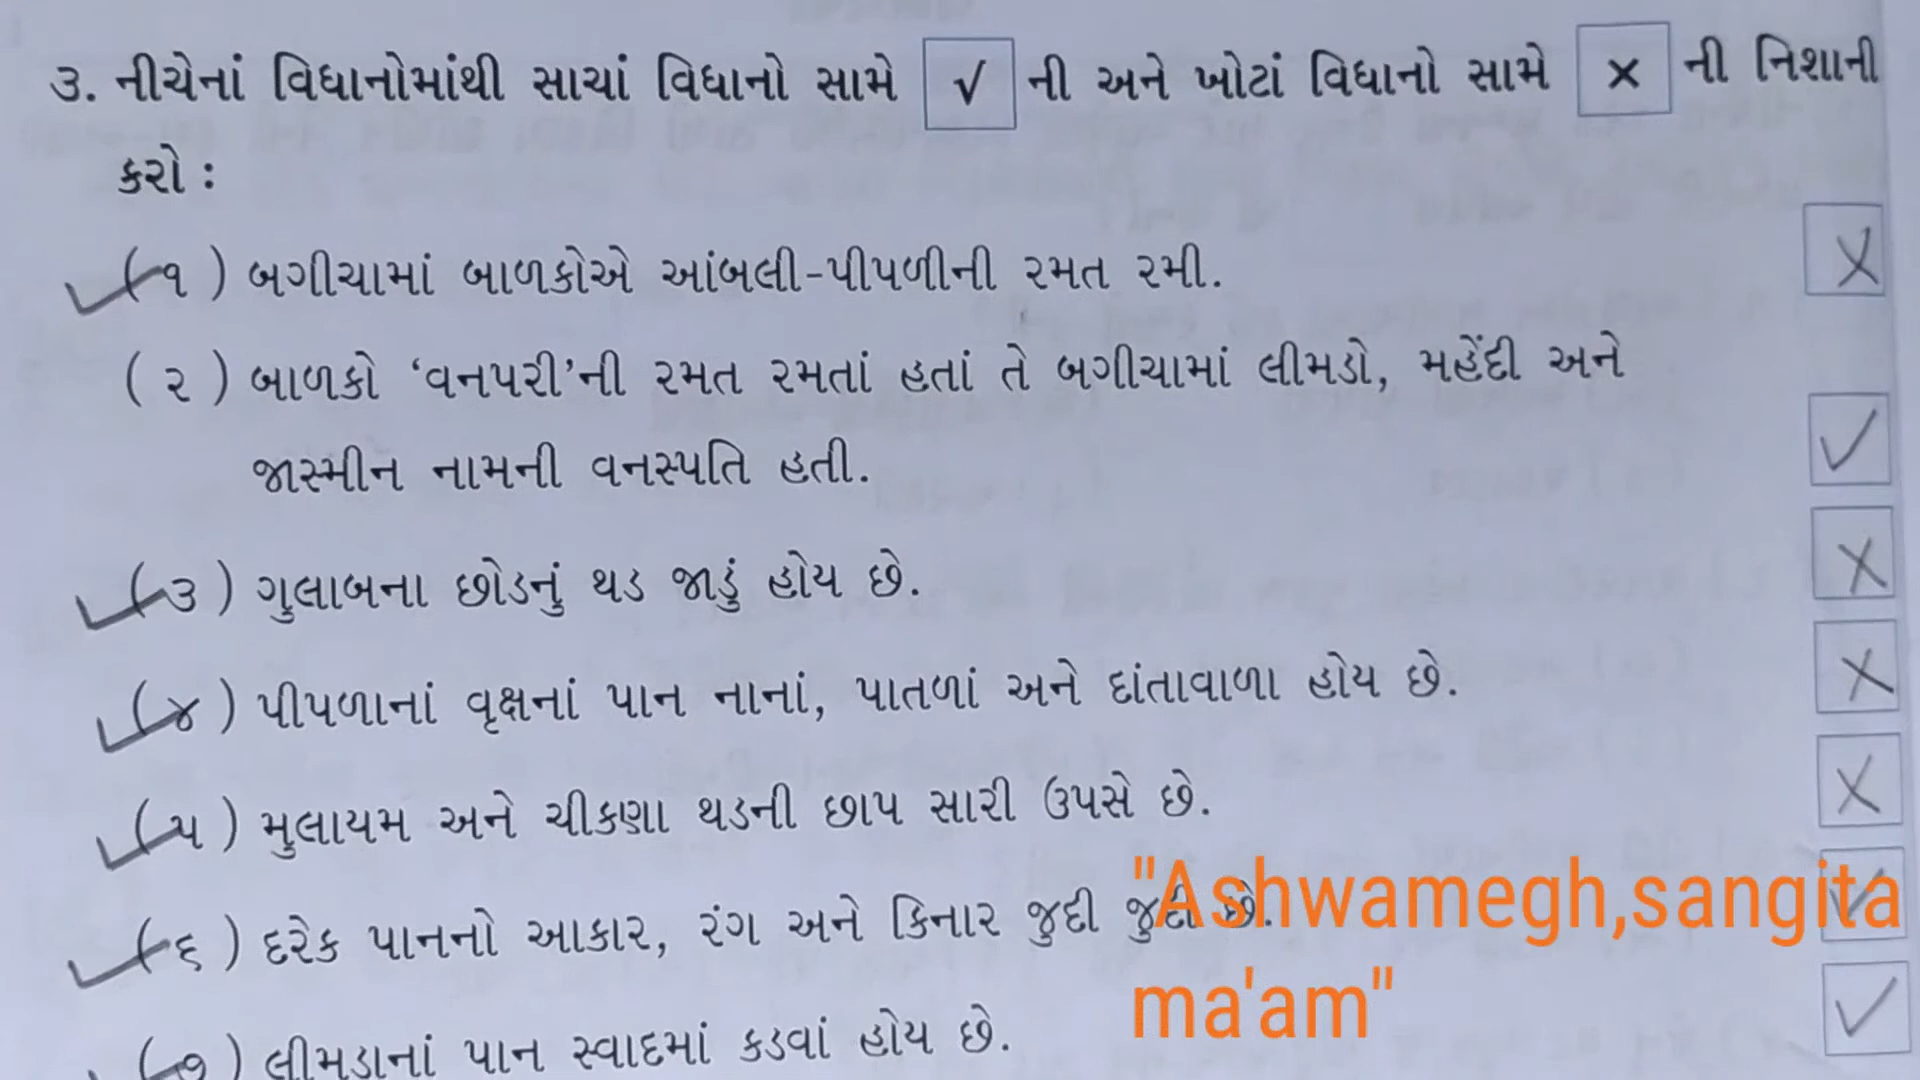 ૩. નીચેનાં વિધાનોમાંથી સાચાં વિધાનો સામે √ ની અને ખોટાં વિધાનો સામે × ની નિશાની
કરો :
(૧) બગીચામાં બાળકોએ આંબલી-પીપળીની રમત રમી. ×
(૨) બાળકો ‘વનપરી’ની રમત રમતાં હતાં તે બગીચામાં લીમડો, મહેંદી અને
જાસ્મીન નામની વનસ્પતિ હતી. ✓
(૩) ગુલાબના છોડનું થડ જાડું હોય છે. ×
(૪) પીપળાનાં વૃક્ષનાં પાન નાનાં, પાતળાં અને દાંતાવાળા હોય છે. ×
(૫) મુલાયમ અને ચીકણા થડની છાપ સારી ઉપસે છે. ×
(૬) દરેક પાનનો આકાર, રંગ અને કિનાર જુદી જુદી છે. ✓
(૭) લીમડાનાં પાન સ્વાદમાં કડવાં હોય છે. ✓
"Ashwamegh,sangita
ma'am"